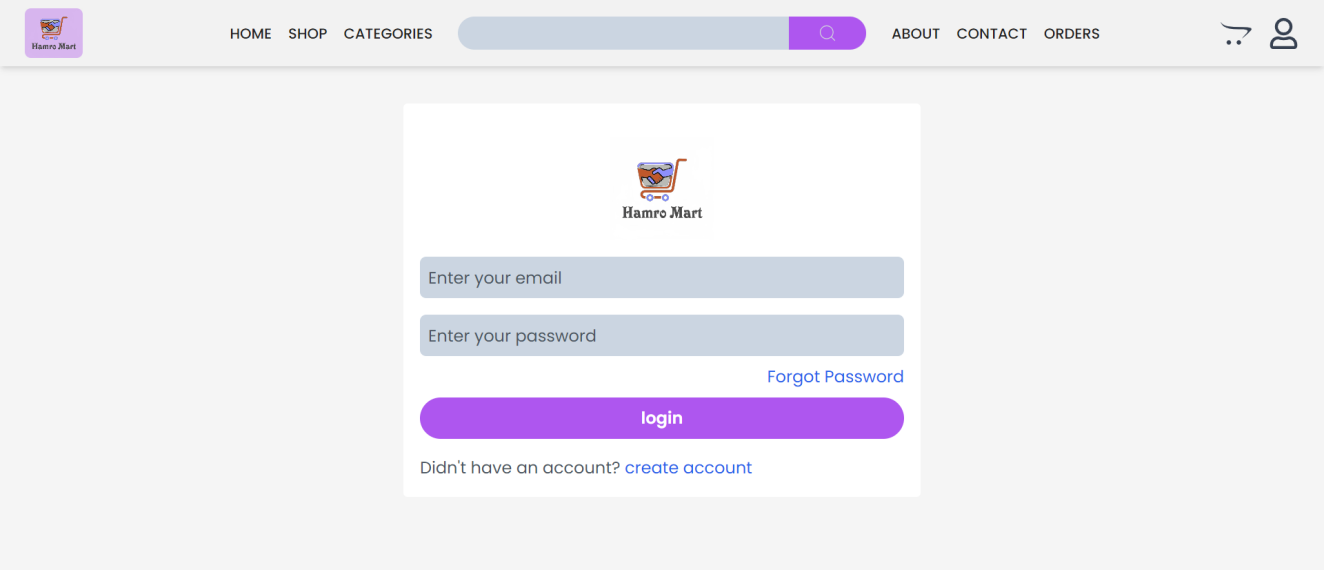 Hamro Mart
HOME SHOP CATEGORIES ABOUT CONTACT ORDERS
Hamro Mart
Enter your email
Enter your password
Forgot Password
login
Didn't have an account? create account